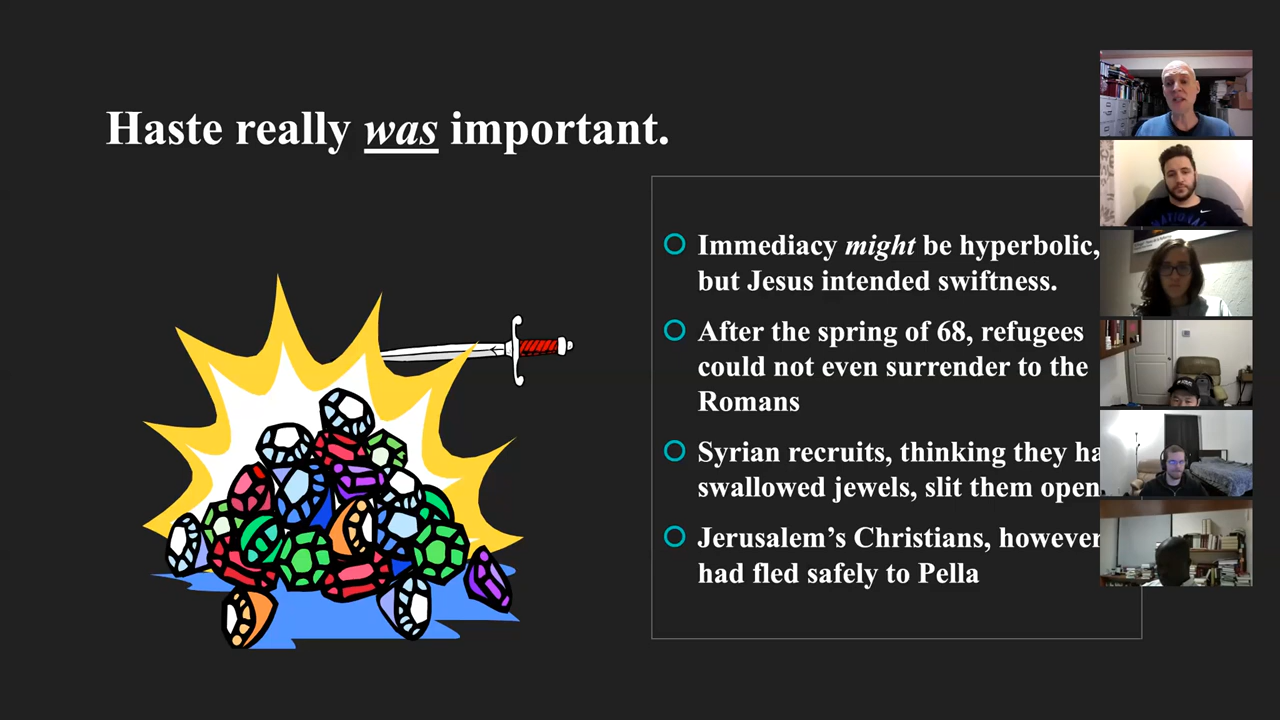 Haste really was important.
Immediacy might be hyperbolic,
but Jesus intended swiftness.
After the spring of 68, refugees
could not even surrender to the
Romans
Syrian recruits, thinking they
swallowed jewels, slit them open
Jerusalem’s Christians, however
had fled safely to Pella